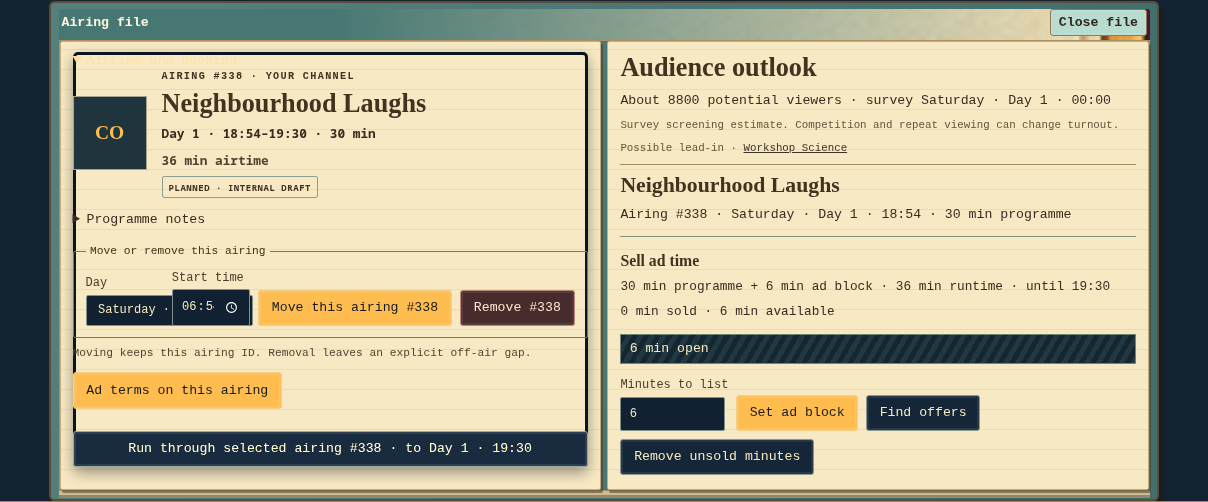 Airing file
Close file
Airtime and booking
AIRING #338 · YOUR CHANNEL
CO
Neighbourhood Laughs
Day 1 · 18:54–19:30 · 30 min
36 min airtime
PLANNED · INTERNAL DRAFT
Programme notes
Move or remove this airing
Day
Start time
Saturday ·
06:5
Move this airing #338
Remove #338
Moving keeps this airing ID. Removal leaves an explicit off-air gap.
Ad terms on this airing
Run through selected airing #338 · to Day 1 · 19:30
Audience outlook
About 8800 potential viewers · survey Saturday · Day 1 · 00:00
Survey screening estimate. Competition and repeat viewing can change turnout.
Possible lead-in · Workshop Science
Neighbourhood Laughs
Airing #338 · Saturday · Day 1 · 18:54 · 30 min programme
Sell ad time
30 min programme + 6 min ad block · 36 min runtime · until 19:30
0 min sold · 6 min available
6 min open
Minutes to list
6
Set ad block
Find offers
Remove unsold minutes